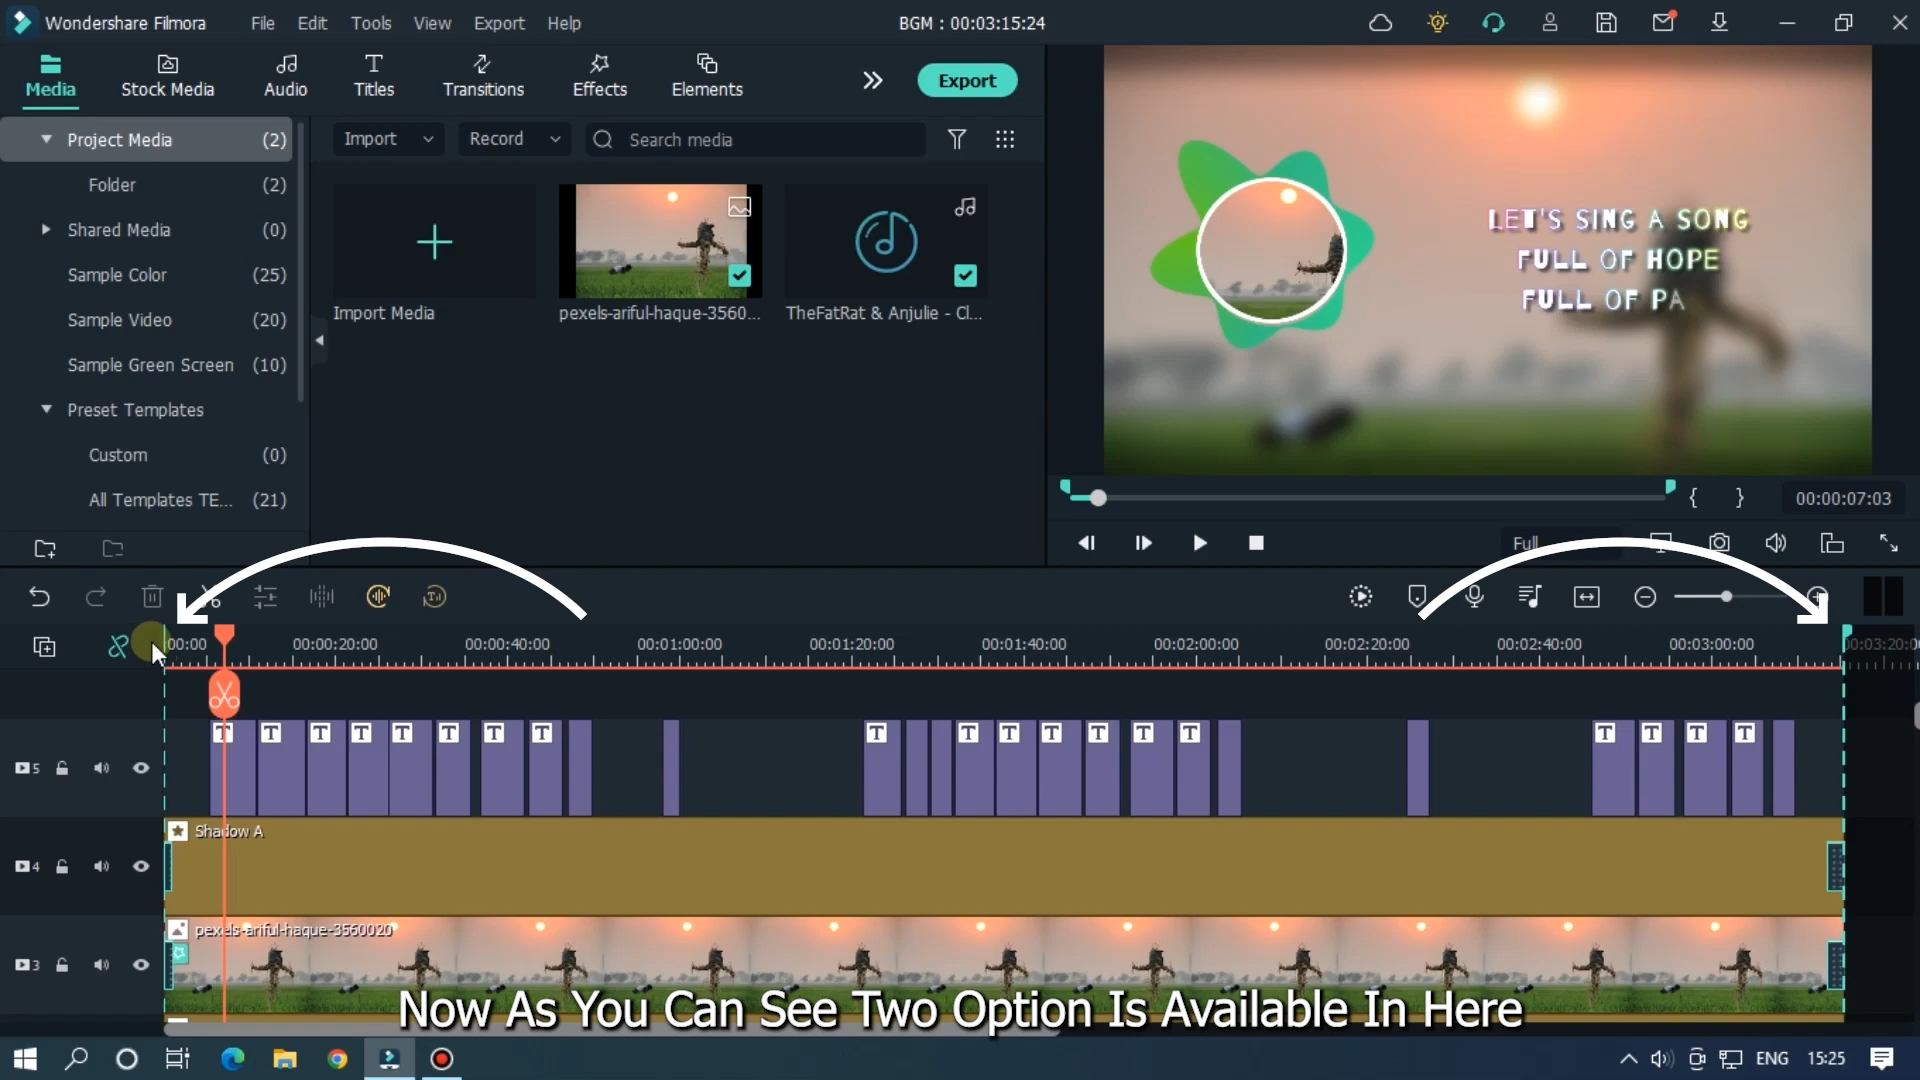 Wondershare Filmora File Edit Tools View Export Help BGM : 00:03:15:24
Media Stock Media Audio Titles Transitions Effects Elements Export
Project Media (2)
Folder (2)
Shared Media (0)
Sample Color (25)
Sample Video (20)
Sample Green Screen (10)
Preset Templates
Custom (0)
All Templates TE... (21)
Import Record Search media
Import Media pexels-ariful-haque-3560... TheFatRat & Anjulie - Cl...
LET'S SING A SONG
FULL OF HOPE
FULL OF PA
{ } 00:00:07:03
Full
00:00 00:00:20:00 00:00:40:00 00:01:00:00 00:01:20:00 00:01:40:00 00:02:00:00 00:02:20:00 00:02:40:00 00:03:00:00 00:03:20:0
T T T T T T T T T T T T T T T T T T T T
5
Shadow A
4
pexels-ariful-haque-3560020
3
Now As You Can See Two Option Is Available In Here
ENG 15:25